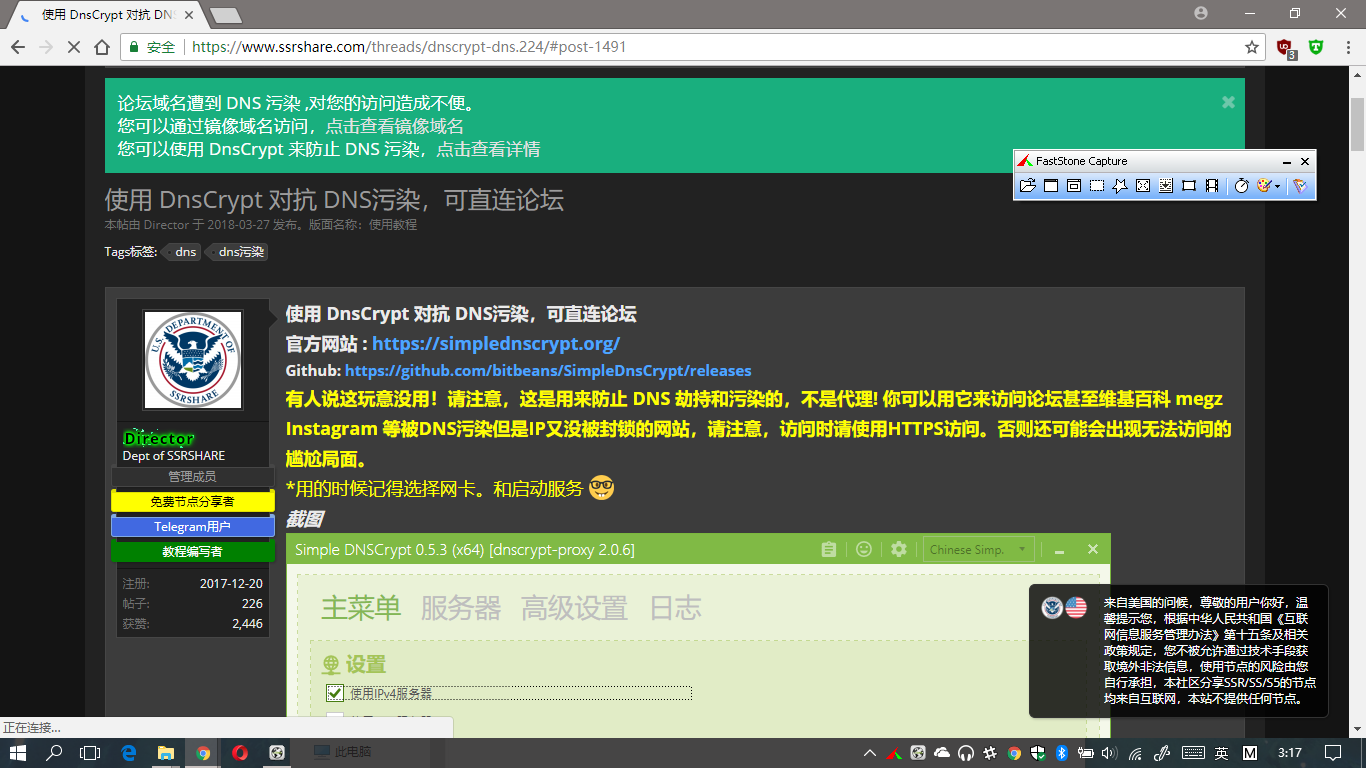 使用 DnsCrypt 对抗 DN
安全
https://www.ssrshare.com/threads/dnscrypt-dns.224/#post-1491
3
论坛域名遭到 DNS 污染 ,对您的访问造成不便。
您可以通过镜像域名访问，点击查看镜像域名
您可以使用 DnsCrypt 来防止 DNS 污染，点击查看详情
FastStone Capture
使用 DnsCrypt 对抗 DNS污染，可直连论坛
本帖由 Director 于 2018-03-27 发布。版面名称：使用教程
Tags标签: dns dns污染
U.S. DEPARTMENT OF
SSRSHARE
Director
Dept of SSRSHARE
管理成员
免费节点分享者
Telegram用户
教程编写者
注册: 2017-12-20
帖子: 226
获赞: 2,446
使用 DnsCrypt 对抗 DNS污染，可直连论坛
官方网站 : https://simplednscrypt.org/
Github: https://github.com/bitbeans/SimpleDnsCrypt/releases
有人说这玩意没用！请注意，这是用来防止 DNS 劫持和污染的，不是代理! 你可以用它来访问论坛甚至维基百科 megz
Instagram 等被DNS污染但是IP又没被封锁的网站，请注意，访问时请使用HTTPS访问。否则还可能会出现无法访问的
尴尬局面。
*用的时候记得选择网卡。和启动服务
截图
Simple DNSCrypt 0.5.3 (x64) [dnscrypt-proxy 2.0.6]
Chinese Simp.
主菜单 服务器 高级设置 日志
设置
使用IPv4服务器
来自美国的问候，尊敬的用户你好，温
馨提示您，根据中华人民共和国《互联
网信息服务管理办法》第十五条及相关
政策规定，您不被允许通过技术手段获
取境外非法信息，使用节点的风险由您
自行承担，本社区分享SSR/SS/S5的节点
均来自互联网，本站不提供任何节点。
正在连接...
此电脑
英
M
3:17